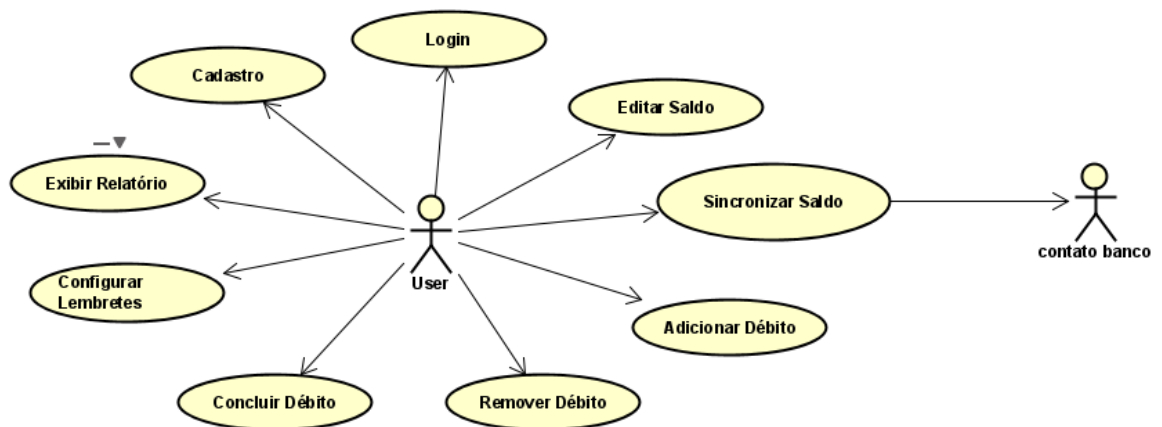 Login
Cadastro
Editar Saldo
Exibir Relatório
Sincronizar Saldo
contato banco
User
Configurar
Lembretes
Adicionar Débito
Concluir Débito
Remover Débito